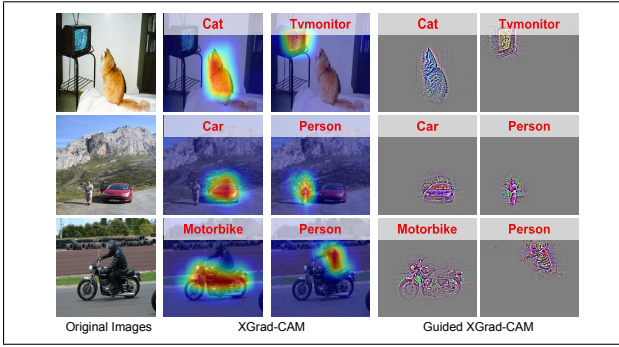 Cat Tvmonitor Cat Tvmonitor
Car Person Car Person
Motorbike Person Motorbike Person
Original Images XGrad-CAM Guided XGrad-CAM